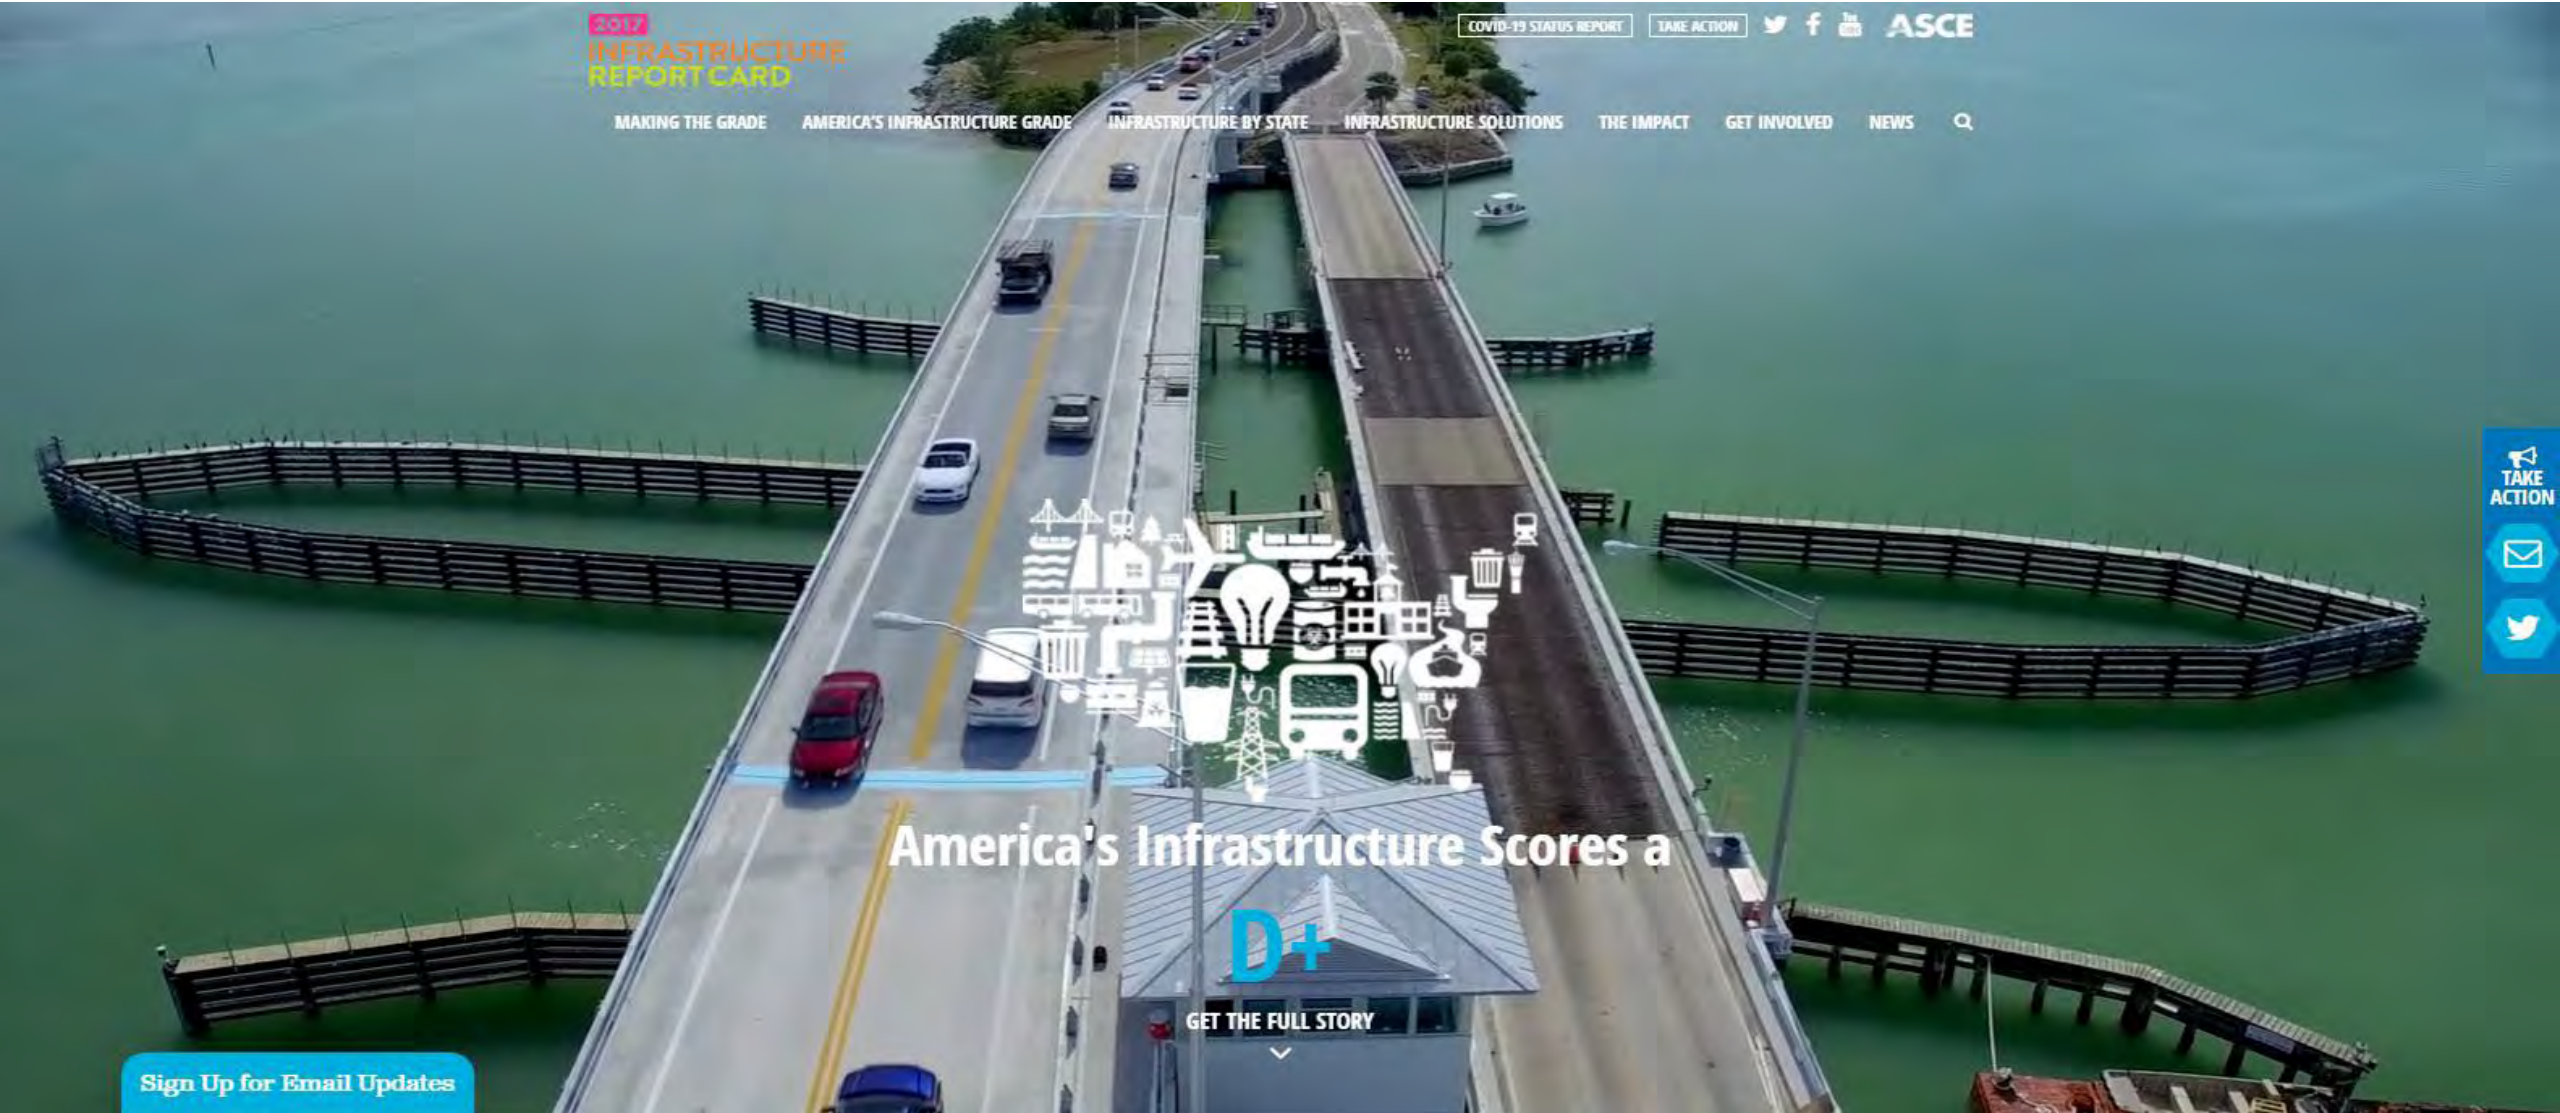 2017
INFRASTRUCTURE
REPORT CARD
COVID-19 STATUS REPORT
TAKE ACTION
You
Tube
ASCE
MAKING THE GRADE
AMERICA'S INFRASTRUCTURE GRADE
INFRASTRUCTURE BY STATE
INFRASTRUCTURE SOLUTIONS
THE IMPACT
GET INVOLVED
NEWS
TAKE
ACTION
America's Infrastructure Scores a
D+
GET THE FULL STORY
Sign Up for Email Updates